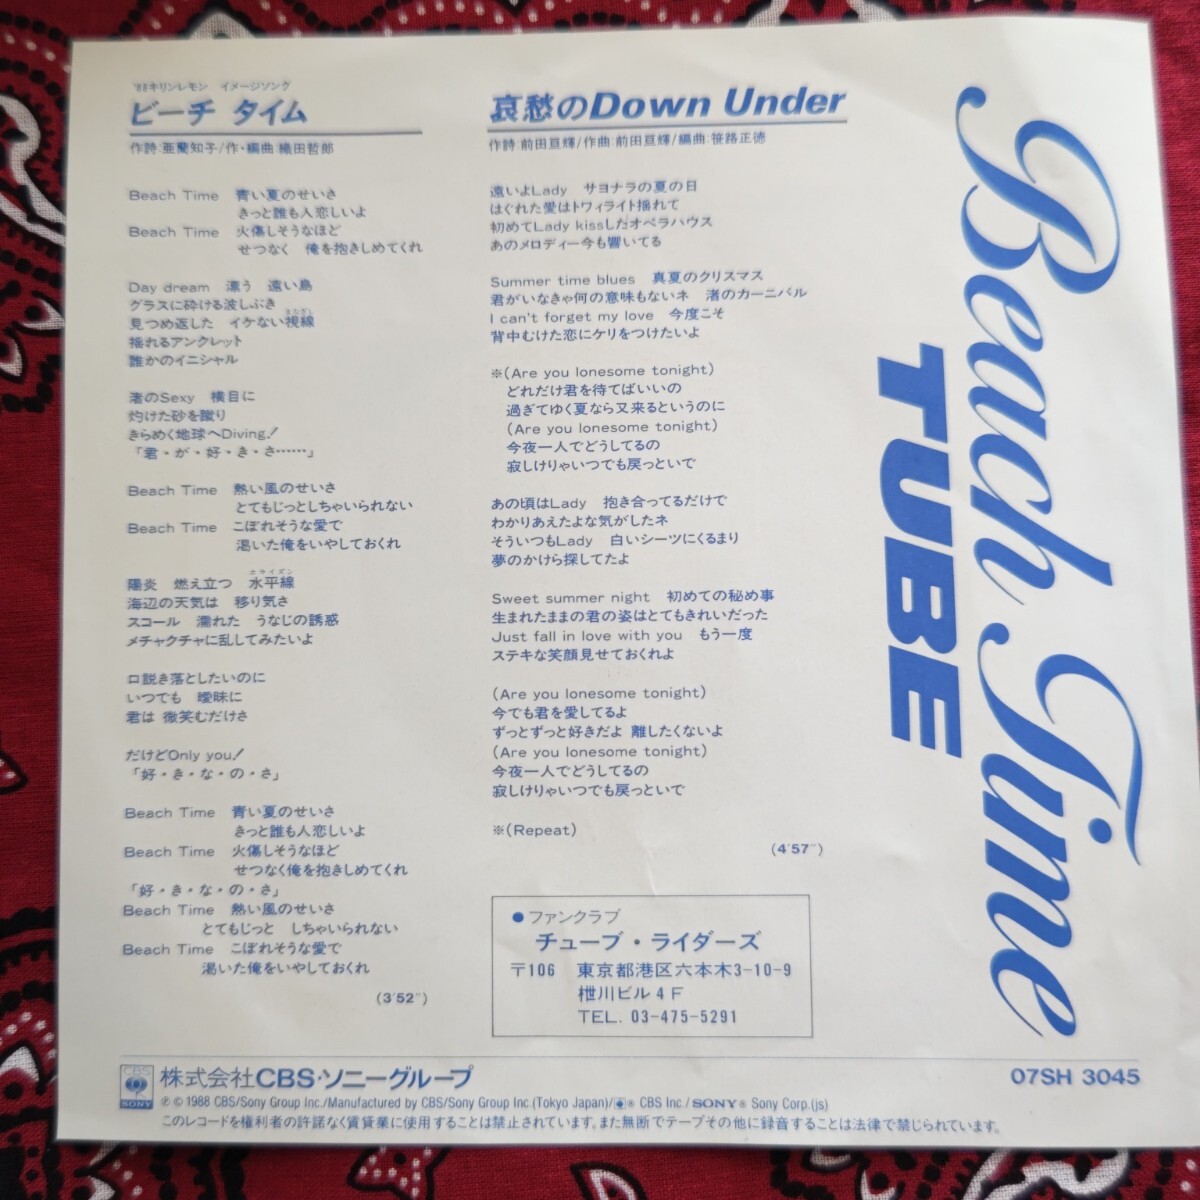 '88キリンレモン イメージソング
ビーチ タイム
作詩:亜蘭知子/作・編曲:織田哲郎
Beach Time 青い夏のせいさ
きっと誰も人恋しいよ
Beach Time 火傷しそうなほど
せつなく 俺を抱きしめてくれ
Day dream 漂う 遠い島
グラスに砕ける波しぶき
見つめ返した イケない視線
揺れるアンクレット
誰かのイニシャル
渚のSexy 横目に
灼けた砂を蹴り
きらめく地球へDiving!
「君・が・好・き・さ……」
Beach Time 熱い風のせいさ
とてもじっとしちゃいられない
Beach Time こぼれそうな愛で
渇いた俺をいやしておくれ
陽炎 燃え立つ 水平線
ホライズン
海辺の天気は 移り気さ
スコール 濡れた うなじの誘惑
メチャクチャに乱してみたいよ
口説き落としたいのに
いつでも 曖昧に
君は 微笑むだけさ
だけどOnly you!
「好・き・な・の・さ」
Beach Time 青い夏のせいさ
きっと誰も人恋しいよ
Beach Time 火傷しそうなほど
せつなく俺を抱きしめてくれ
「好・き・な・の・さ」
Beach Time 熱い風のせいさ
とてもじっと しちゃいられない
Beach Time こぼれそうな愛で
渇いた俺をいやしておくれ
(3'52")
哀愁のDown Under
作詩:前田亘輝/作曲:前田亘輝/編曲:笹路正徳
遠いよLady サヨナラの夏の日
はぐれた愛はトワィライト揺れて
初めてLady kissしたオペラハウス
あのメロディー今も響いてる
Summer time blues 真夏のクリスマス
君がいなきゃ何の意味もないネ 渚のカーニバル
I can't forget my love 今度こそ
背中むけた恋にケリをつけたいよ
※(Are you lonesome tonight)
どれだけ君を待てばいいの
過ぎてゆく夏なら又来るというのに
(Are you lonesome tonight)
今夜一人でどうしてるの
寂しけりゃいつでも戻っといで
あの頃はLady 抱き合ってるだけで
わかりあえたよな気がしたネ
そういつもLady 白いシーツにくるまり
夢のかけら探してたよ
Sweet summer night 初めての秘め事
生まれたままの君の姿はとてもきれいだった
Just fall in love with you もう一度
ステキな笑顔見せておくれよ
(Are you lonesome tonight)
今でも君を愛してるよ
ずっとずっと好きだよ 離したくないよ
(Are you lonesome tonight)
今夜一人でどうしてるの
寂しけりゃいつでも戻っといで
※(Repeat)
(4'57")
●ファンクラブ
チューブ・ライダーズ
〒106 東京都港区六本木3-10-9
枻川ビル4F
TEL. 03-475-5291
Beach Time
TUBE
CBS
SONY
株式会社CBS・ソニーグループ
07SH 3045
℗©1988 CBS/Sony Group Inc./Manufactured by CBS/Sony Group Inc.(Tokyo Japan)/® CBS Inc./SONY® Sony Corp.(js)
このレコードを権利者の許諾なく賃貸業に使用することは禁止されています。また無断でテープその他に録音することは法律で禁じられています。